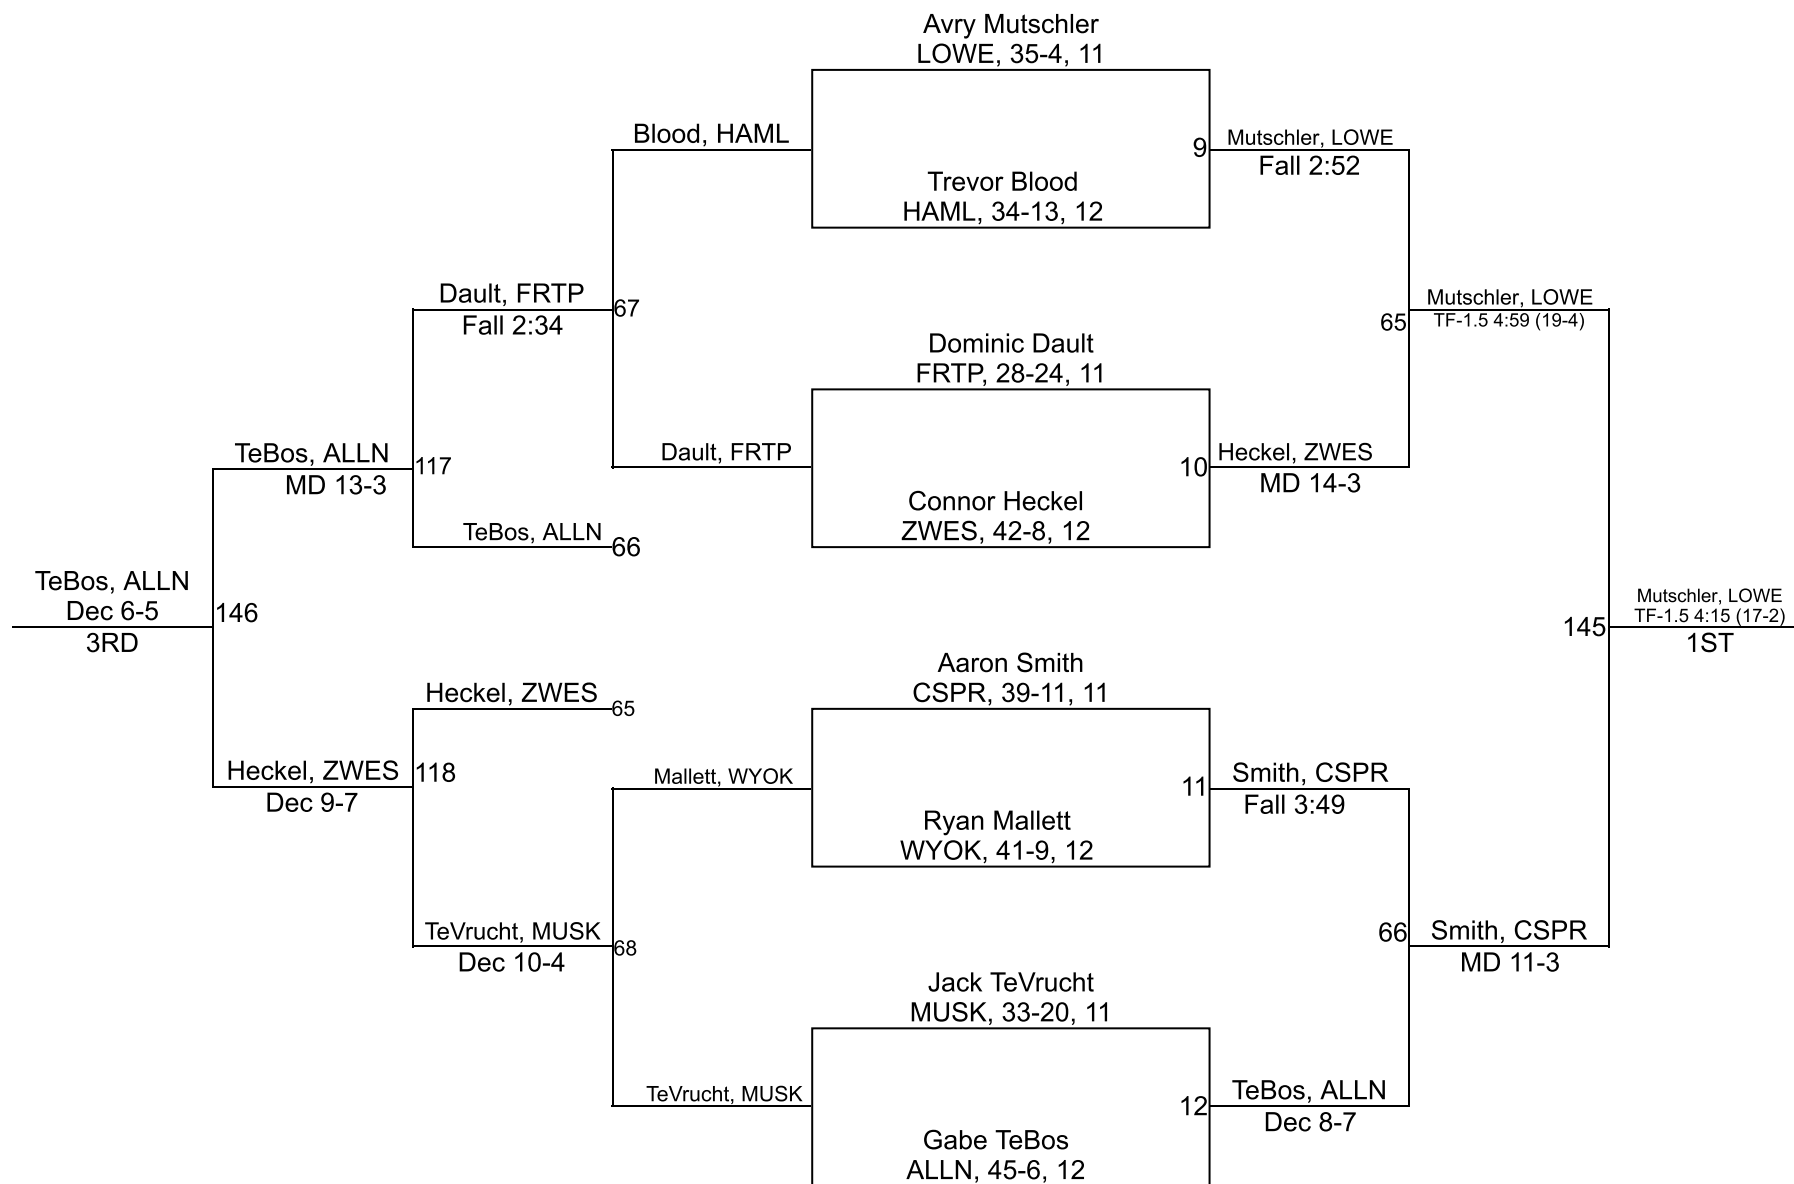 Avry Mutschler
LOWE, 35-4, 11
Blood, HAML
9
Mutschler, LOWE
Fall 2:52
Trevor Blood
HAML, 34-13, 12
Dault, FRTP
Fall 2:34
67
Mutschler, LOWE
TF-1.5 4:59 (19-4)
65
Dominic Dault
FRTP, 28-24, 11
TeBos, ALLN
MD 13-3
117
Dault, FRTP
10
Heckel, ZWES
MD 14-3
Connor Heckel
ZWES, 42-8, 12
TeBos, ALLN
66
TeBos, ALLN
Dec 6-5
3RD
146
145
Mutschler, LOWE
TF-1.5 4:15 (17-2)
1ST
Aaron Smith
CSPR, 39-11, 11
Heckel, ZWES
65
Heckel, ZWES
Dec 9-7
118
Mallett, WYOK
11
Smith, CSPR
Fall 3:49
Ryan Mallett
WYOK, 41-9, 12
TeVrucht, MUSK
Dec 10-4
68
66
Smith, CSPR
MD 11-3
Jack TeVrucht
MUSK, 33-20, 11
TeVrucht, MUSK
12
TeBos, ALLN
Dec 8-7
Gabe TeBos
ALLN, 45-6, 12